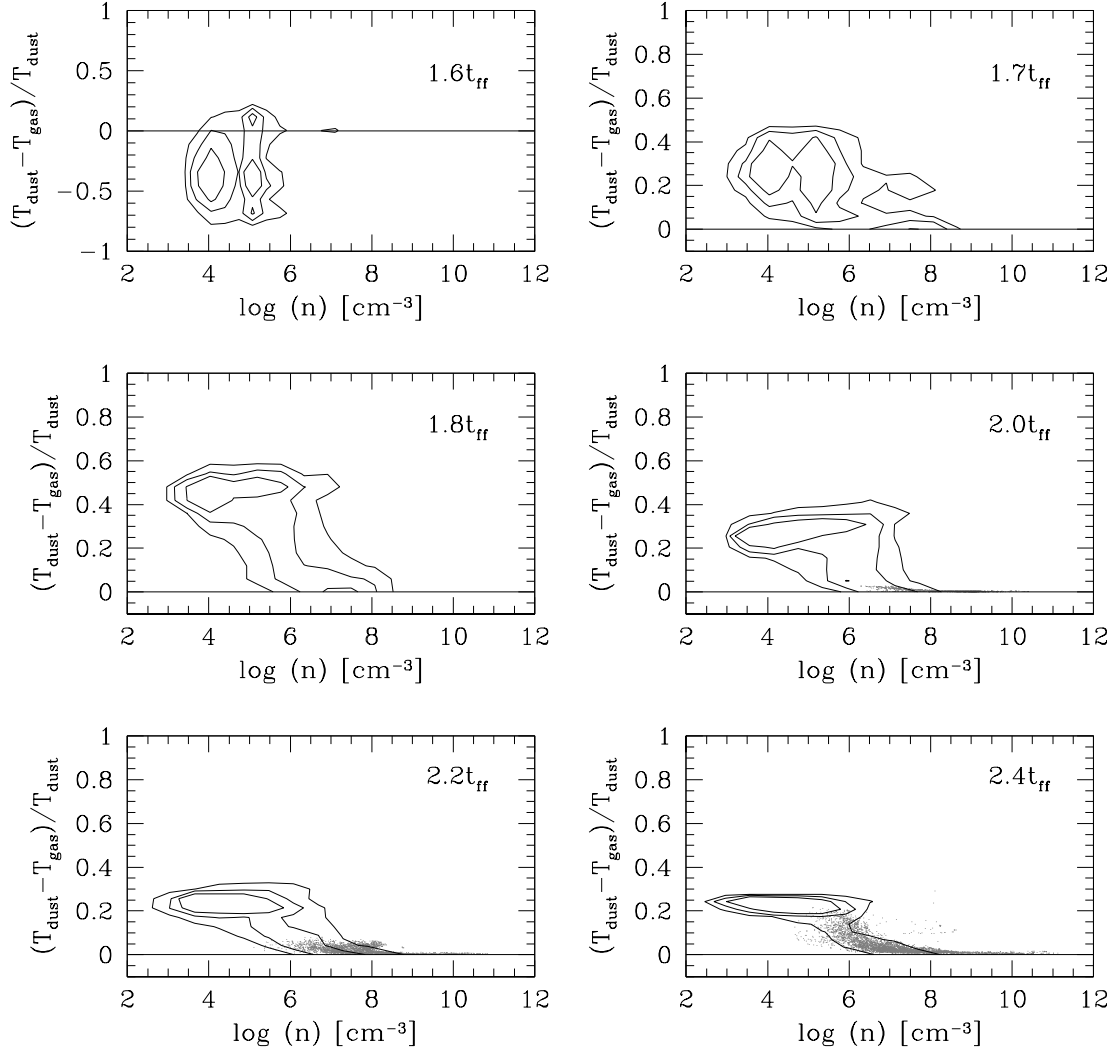 1
0.5
0
−0.5
−1
(T_dust−T_gas)/T_dust
1.6t_ff
2 4 6 8 10 12
log (n) [cm⁻³]
1
0.8
0.6
0.4
0.2
0
(T_dust−T_gas)/T_dust
1.7t_ff
2 4 6 8 10 12
log (n) [cm⁻³]
1
0.8
0.6
0.4
0.2
0
(T_dust−T_gas)/T_dust
1.8t_ff
2 4 6 8 10 12
log (n) [cm⁻³]
1
0.8
0.6
0.4
0.2
0
(T_dust−T_gas)/T_dust
2.0t_ff
2 4 6 8 10 12
log (n) [cm⁻³]
1
0.8
0.6
0.4
0.2
0
(T_dust−T_gas)/T_dust
2.2t_ff
2 4 6 8 10 12
log (n) [cm⁻³]
1
0.8
0.6
0.4
0.2
0
(T_dust−T_gas)/T_dust
2.4t_ff
2 4 6 8 10 12
log (n) [cm⁻³]